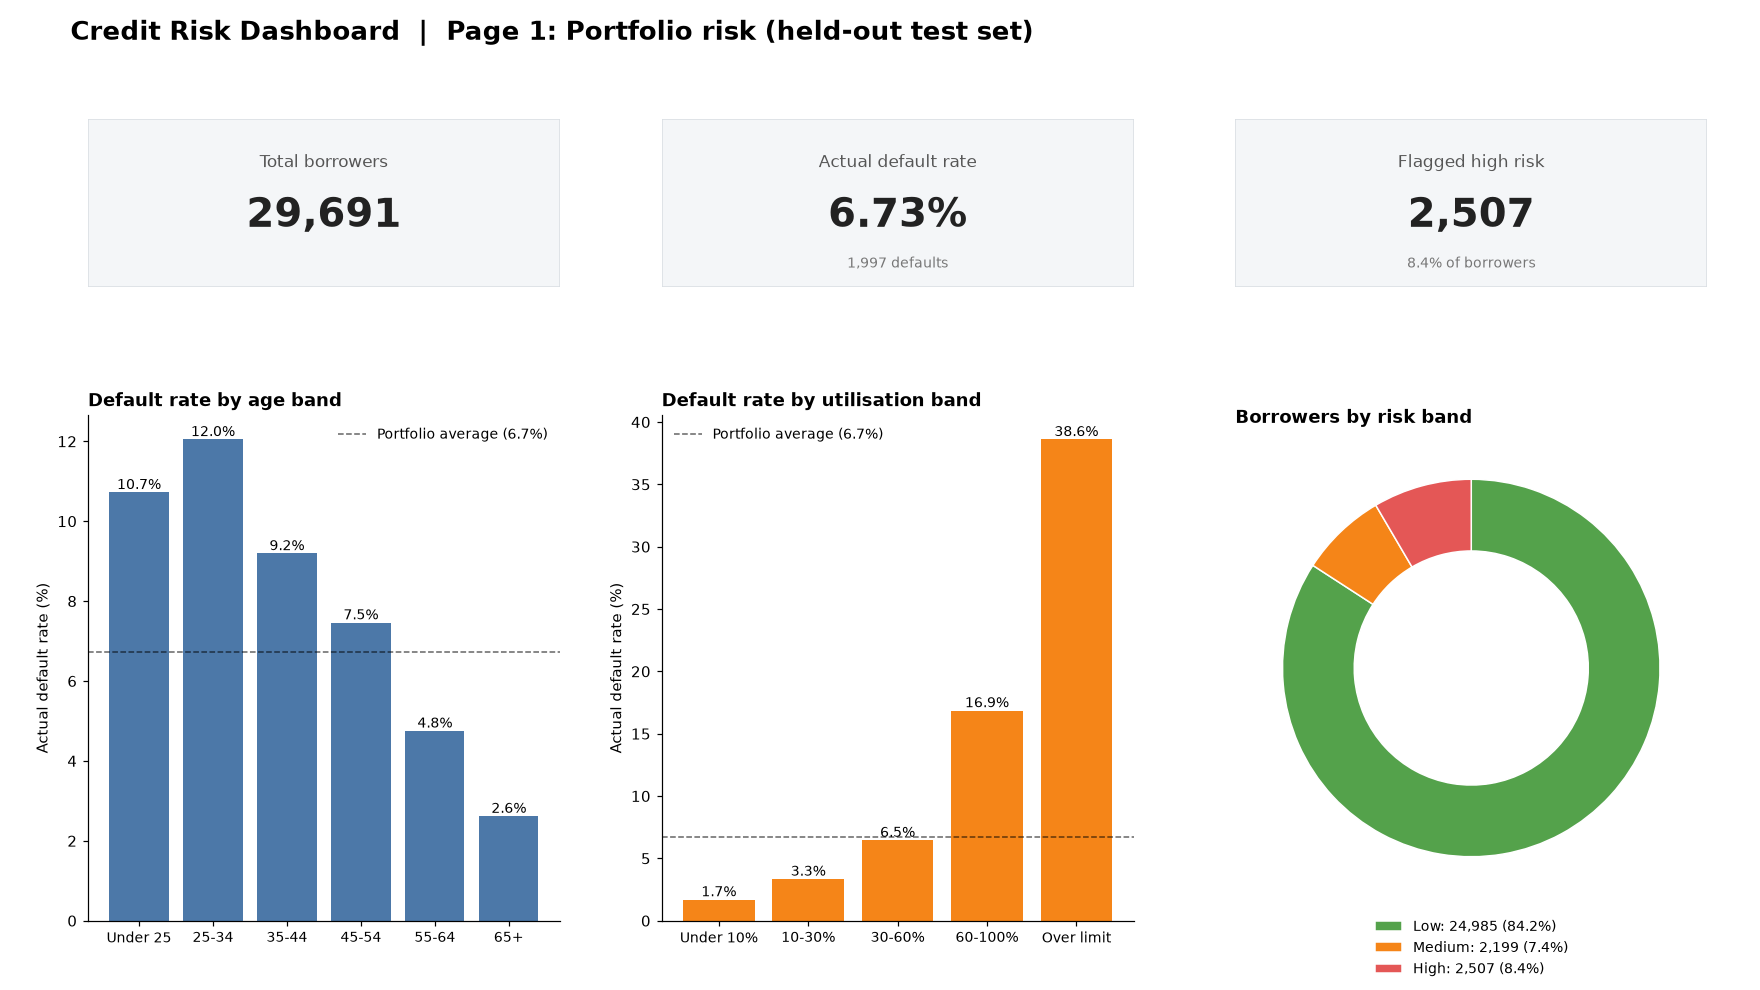 Credit Risk Dashboard | Page 1: Portfolio risk (held-out test set)
Total borrowers
29,691
Actual default rate
6.73%
1,997 defaults
Flagged high risk
2,507
8.4% of borrowers
Default rate by age band
Portfolio average (6.7%)
Actual default rate (%)
12
10
8
6
4
2
0
10.7%
12.0%
9.2%
7.5%
4.8%
2.6%
Under 25
25-34
35-44
45-54
55-64
65+
Default rate by utilisation band
Portfolio average (6.7%)
Actual default rate (%)
40
35
30
25
20
15
10
5
0
1.7%
3.3%
6.5%
16.9%
38.6%
Under 10%
10-30%
30-60%
60-100%
Over limit
Borrowers by risk band
Low: 24,985 (84.2%)
Medium: 2,199 (7.4%)
High: 2,507 (8.4%)